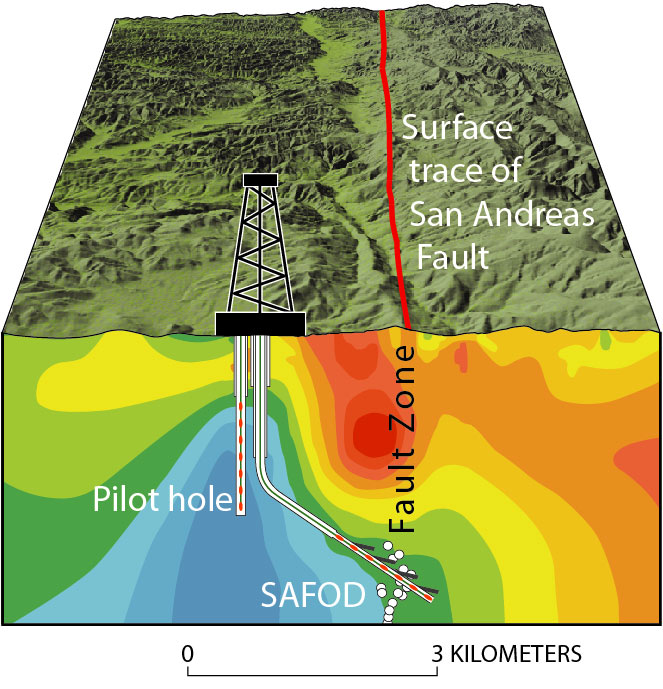 Surface
trace of
San Andreas
Fault
Fault Zone
Pilot hole
SAFOD
0
3 KILOMETERS